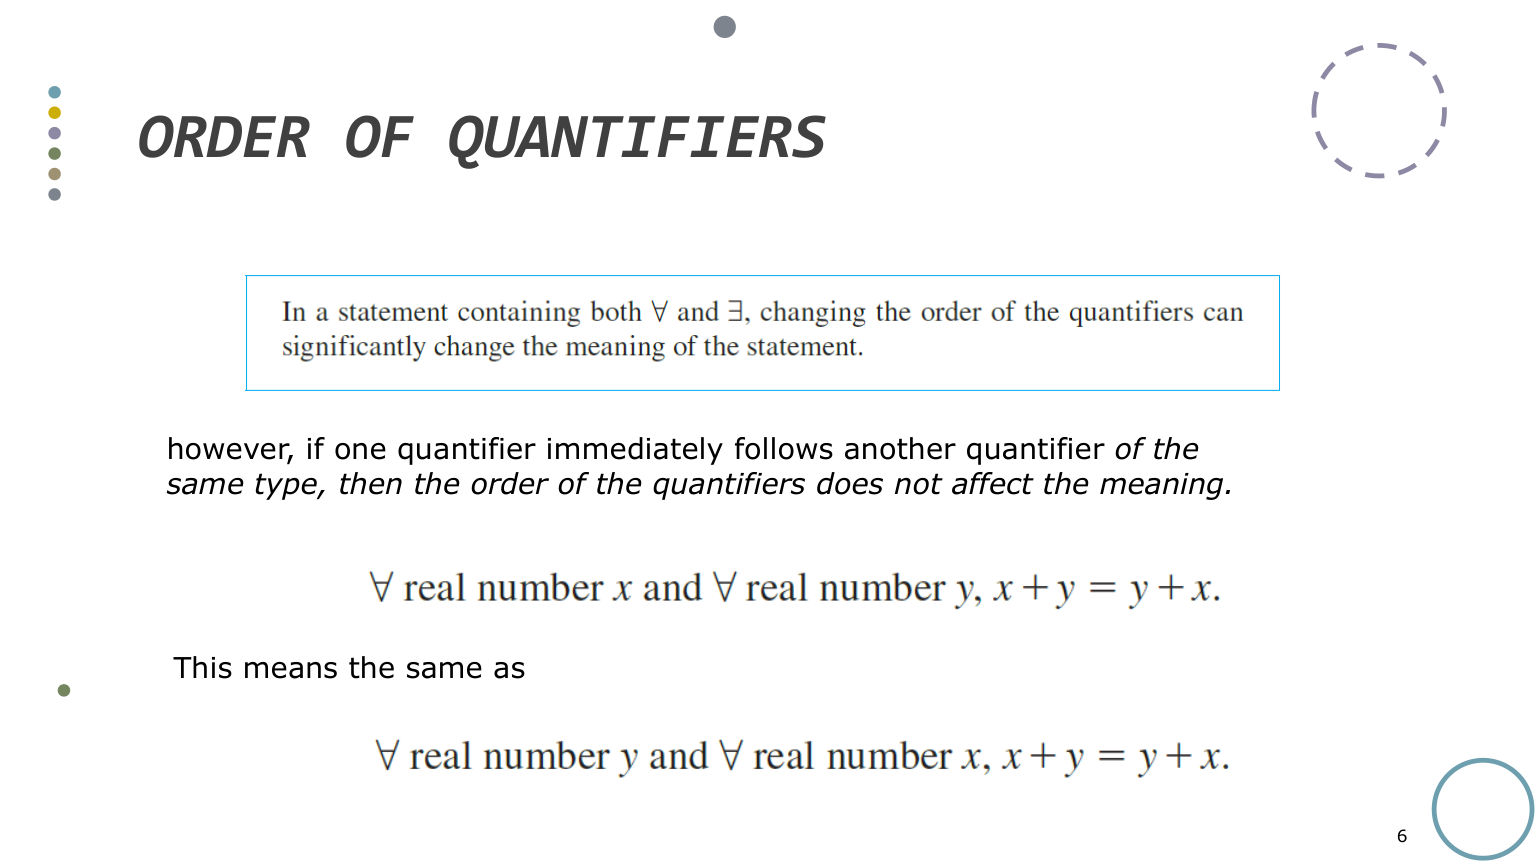 ORDER OF QUANTIFIERS
In a statement containing both ∀ and ∃, changing the order of the quantifiers can
significantly change the meaning of the statement.
however, if one quantifier immediately follows another quantifier of the
same type, then the order of the quantifiers does not affect the meaning.
∀ real number x and ∀ real number y, x + y = y + x.
This means the same as
∀ real number y and ∀ real number x, x + y = y + x.
6